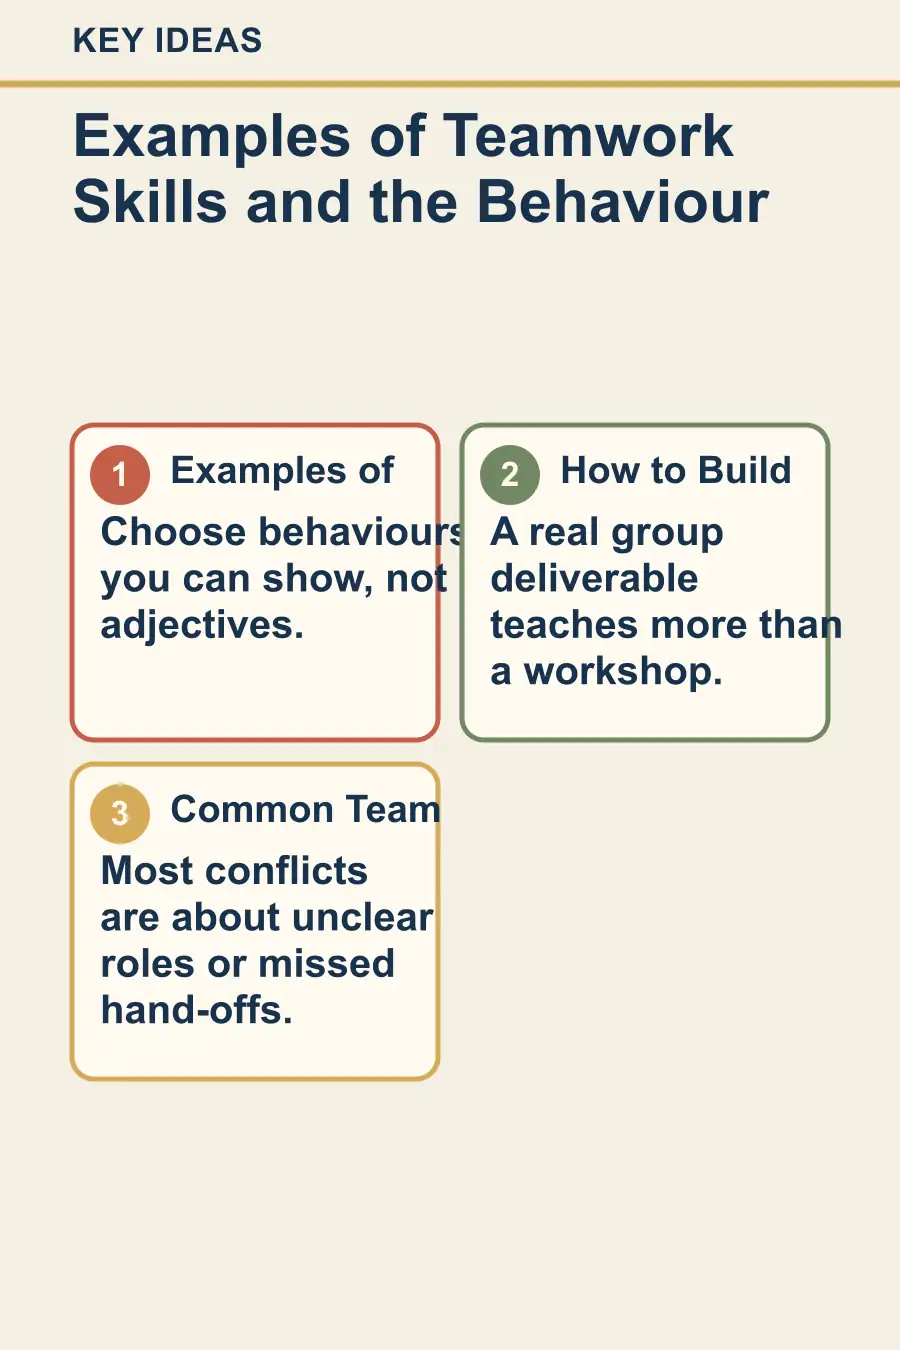 KEY IDEAS
Examples of Teamwork
Skills and the Behaviour
1
Examples of
Choose behaviours
you can show, not
adjectives.
2
How to Build
A real group
deliverable
teaches more than
a workshop.
3
Common Team
Most conflicts
are about unclear
roles or missed
hand-offs.